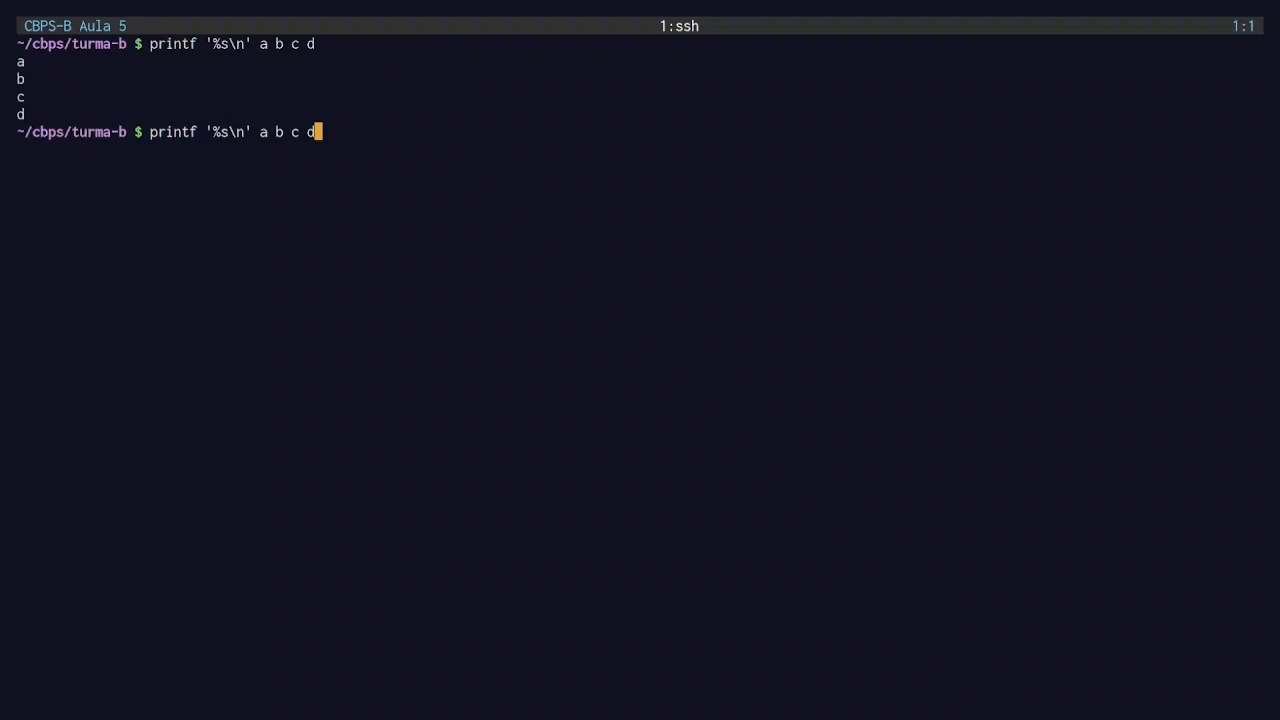 CBPS-B Aula 5 1:ssh 1:1
~/cbps/turma-b $ printf '%s\n' a b c d
a
b
c
d
~/cbps/turma-b $ printf '%s\n' a b c d